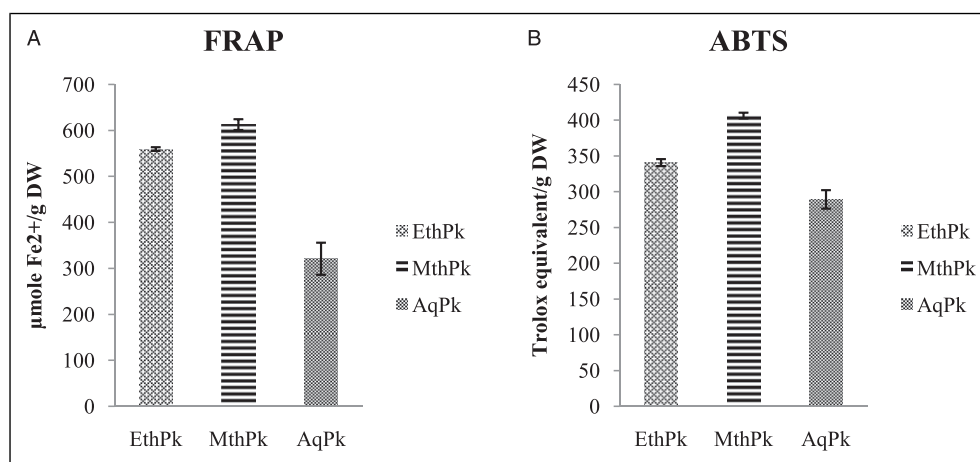 A
FRAP
µmole Fe2+/g DW
700
600
500
400
300
200
100
0
EthPk MthPk AqPk
EthPk
MthPk
AqPk
B
ABTS
Trolox equivalent/g DW
450
400
350
300
250
200
150
100
50
0
EthPk MthPk AqPk
EthPk
MthPk
AqPk